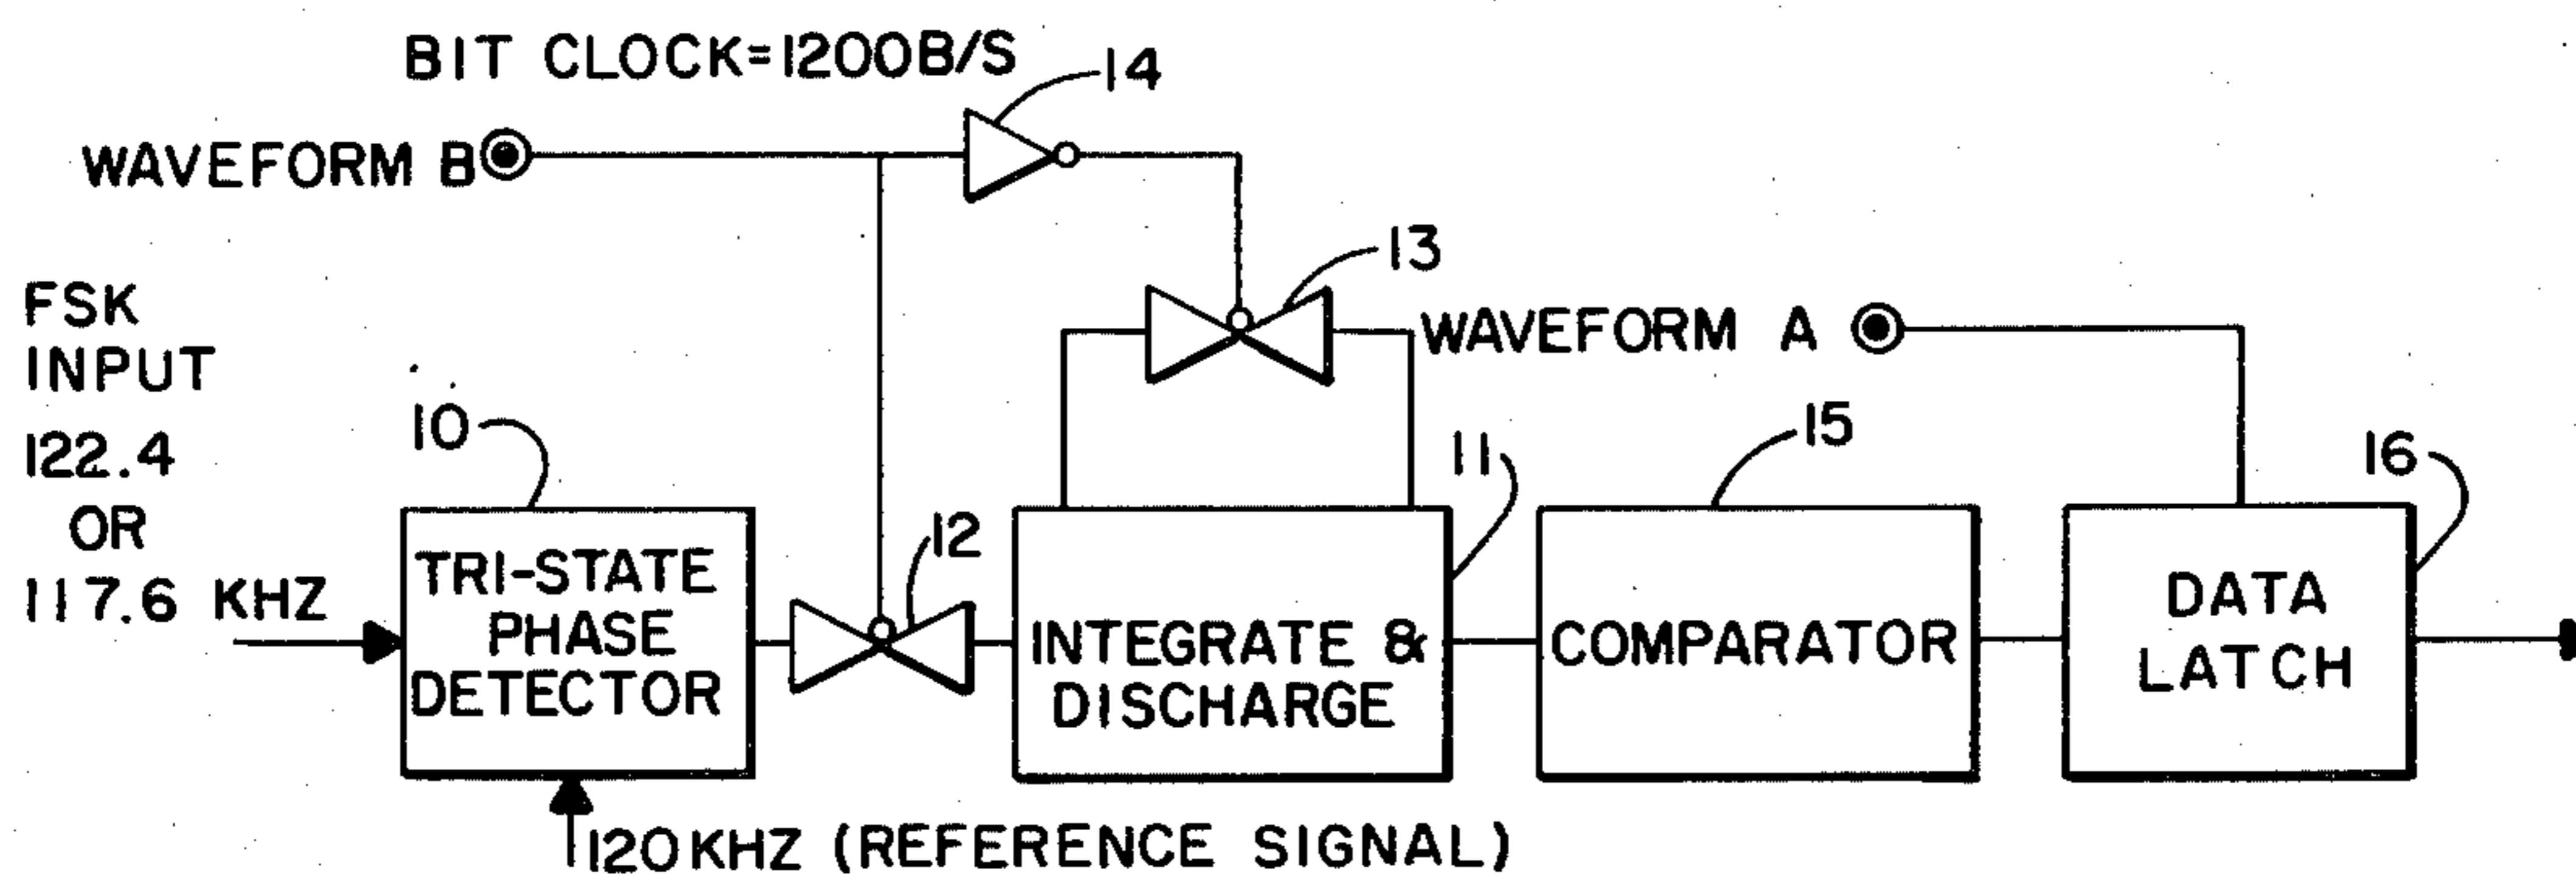 BIT CLOCK=1200B/S
14
WAVEFORM B
13
WAVEFORM A
FSK
INPUT
122.4
OR
117.6 KHZ
10
12
11
15
16
TRI-STATE
PHASE
DETECTOR
INTEGRATE &
DISCHARGE
COMPARATOR
DATA
LATCH
120KHZ (REFERENCE SIGNAL)